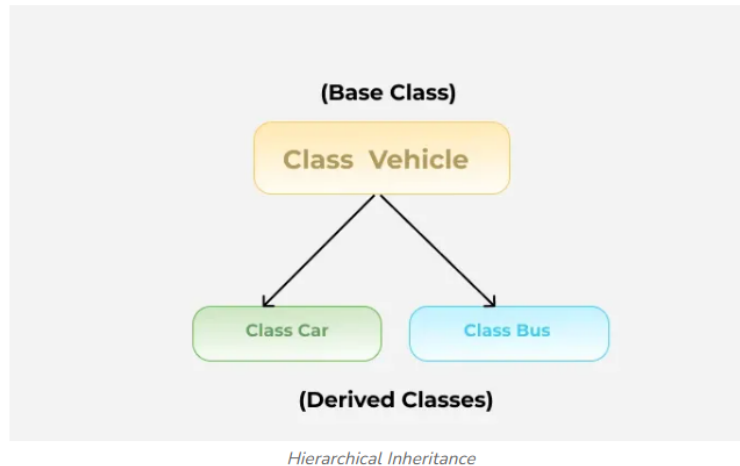 (Base Class)
Class Vehicle
Class Car
Class Bus
(Derived Classes)
Hierarchical Inheritance